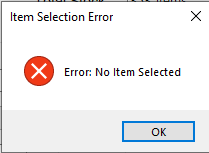 Item Selection Error
Error: No Item Selected
OK